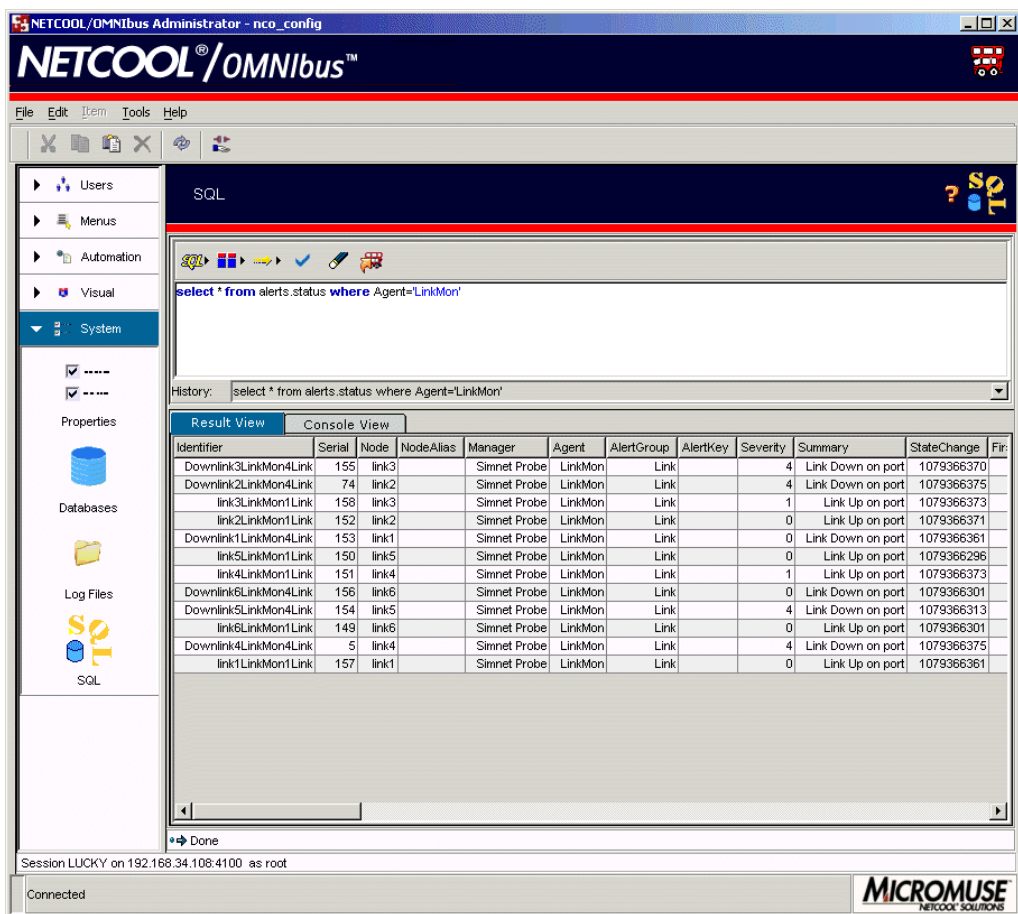 NETCOOL/OMNIbus Administrator - nco_config
NETCOOL®/OMNIbus™
File Edit Item Tools Help
Users
Menus
Automation
Visual
System
Properties
Databases
Log Files
SQL
SQL
? SQL
SQL
SQL
select * from alerts.status where Agent='LinkMon'
History: select * from alerts.status where Agent='LinkMon'
Result View Console View
Identifier Serial Node NodeAlias Manager Agent AlertGroup AlertKey Severity Summary StateChange Firs
Downlink3LinkMon4Link 155 link3 Simnet Probe LinkMon Link 4 Link Down on port 1079366370
Downlink2LinkMon4Link 74 link2 Simnet Probe LinkMon Link 4 Link Down on port 1079366375
link3LinkMon1Link 158 link3 Simnet Probe LinkMon Link 1 Link Up on port 1079366373
link2LinkMon1Link 152 link2 Simnet Probe LinkMon Link 0 Link Up on port 1079366371
Downlink1LinkMon4Link 153 link1 Simnet Probe LinkMon Link 0 Link Down on port 1079366361
link5LinkMon1Link 150 link5 Simnet Probe LinkMon Link 0 Link Up on port 1079366296
link4LinkMon1Link 151 link4 Simnet Probe LinkMon Link 1 Link Up on port 1079366373
Downlink6LinkMon4Link 156 link6 Simnet Probe LinkMon Link 0 Link Down on port 1079366301
Downlink5LinkMon4Link 154 link5 Simnet Probe LinkMon Link 4 Link Down on port 1079366313
link6LinkMon1Link 149 link6 Simnet Probe LinkMon Link 0 Link Up on port 1079366301
Downlink4LinkMon4Link 5 link4 Simnet Probe LinkMon Link 4 Link Down on port 1079366375
link1LinkMon1Link 157 link1 Simnet Probe LinkMon Link 0 Link Up on port 1079366361
Done
Session LUCKY on 192.168.34.108:4100 as root
Connected
MICROMUSE
NETCOOL® SOLUTIONS